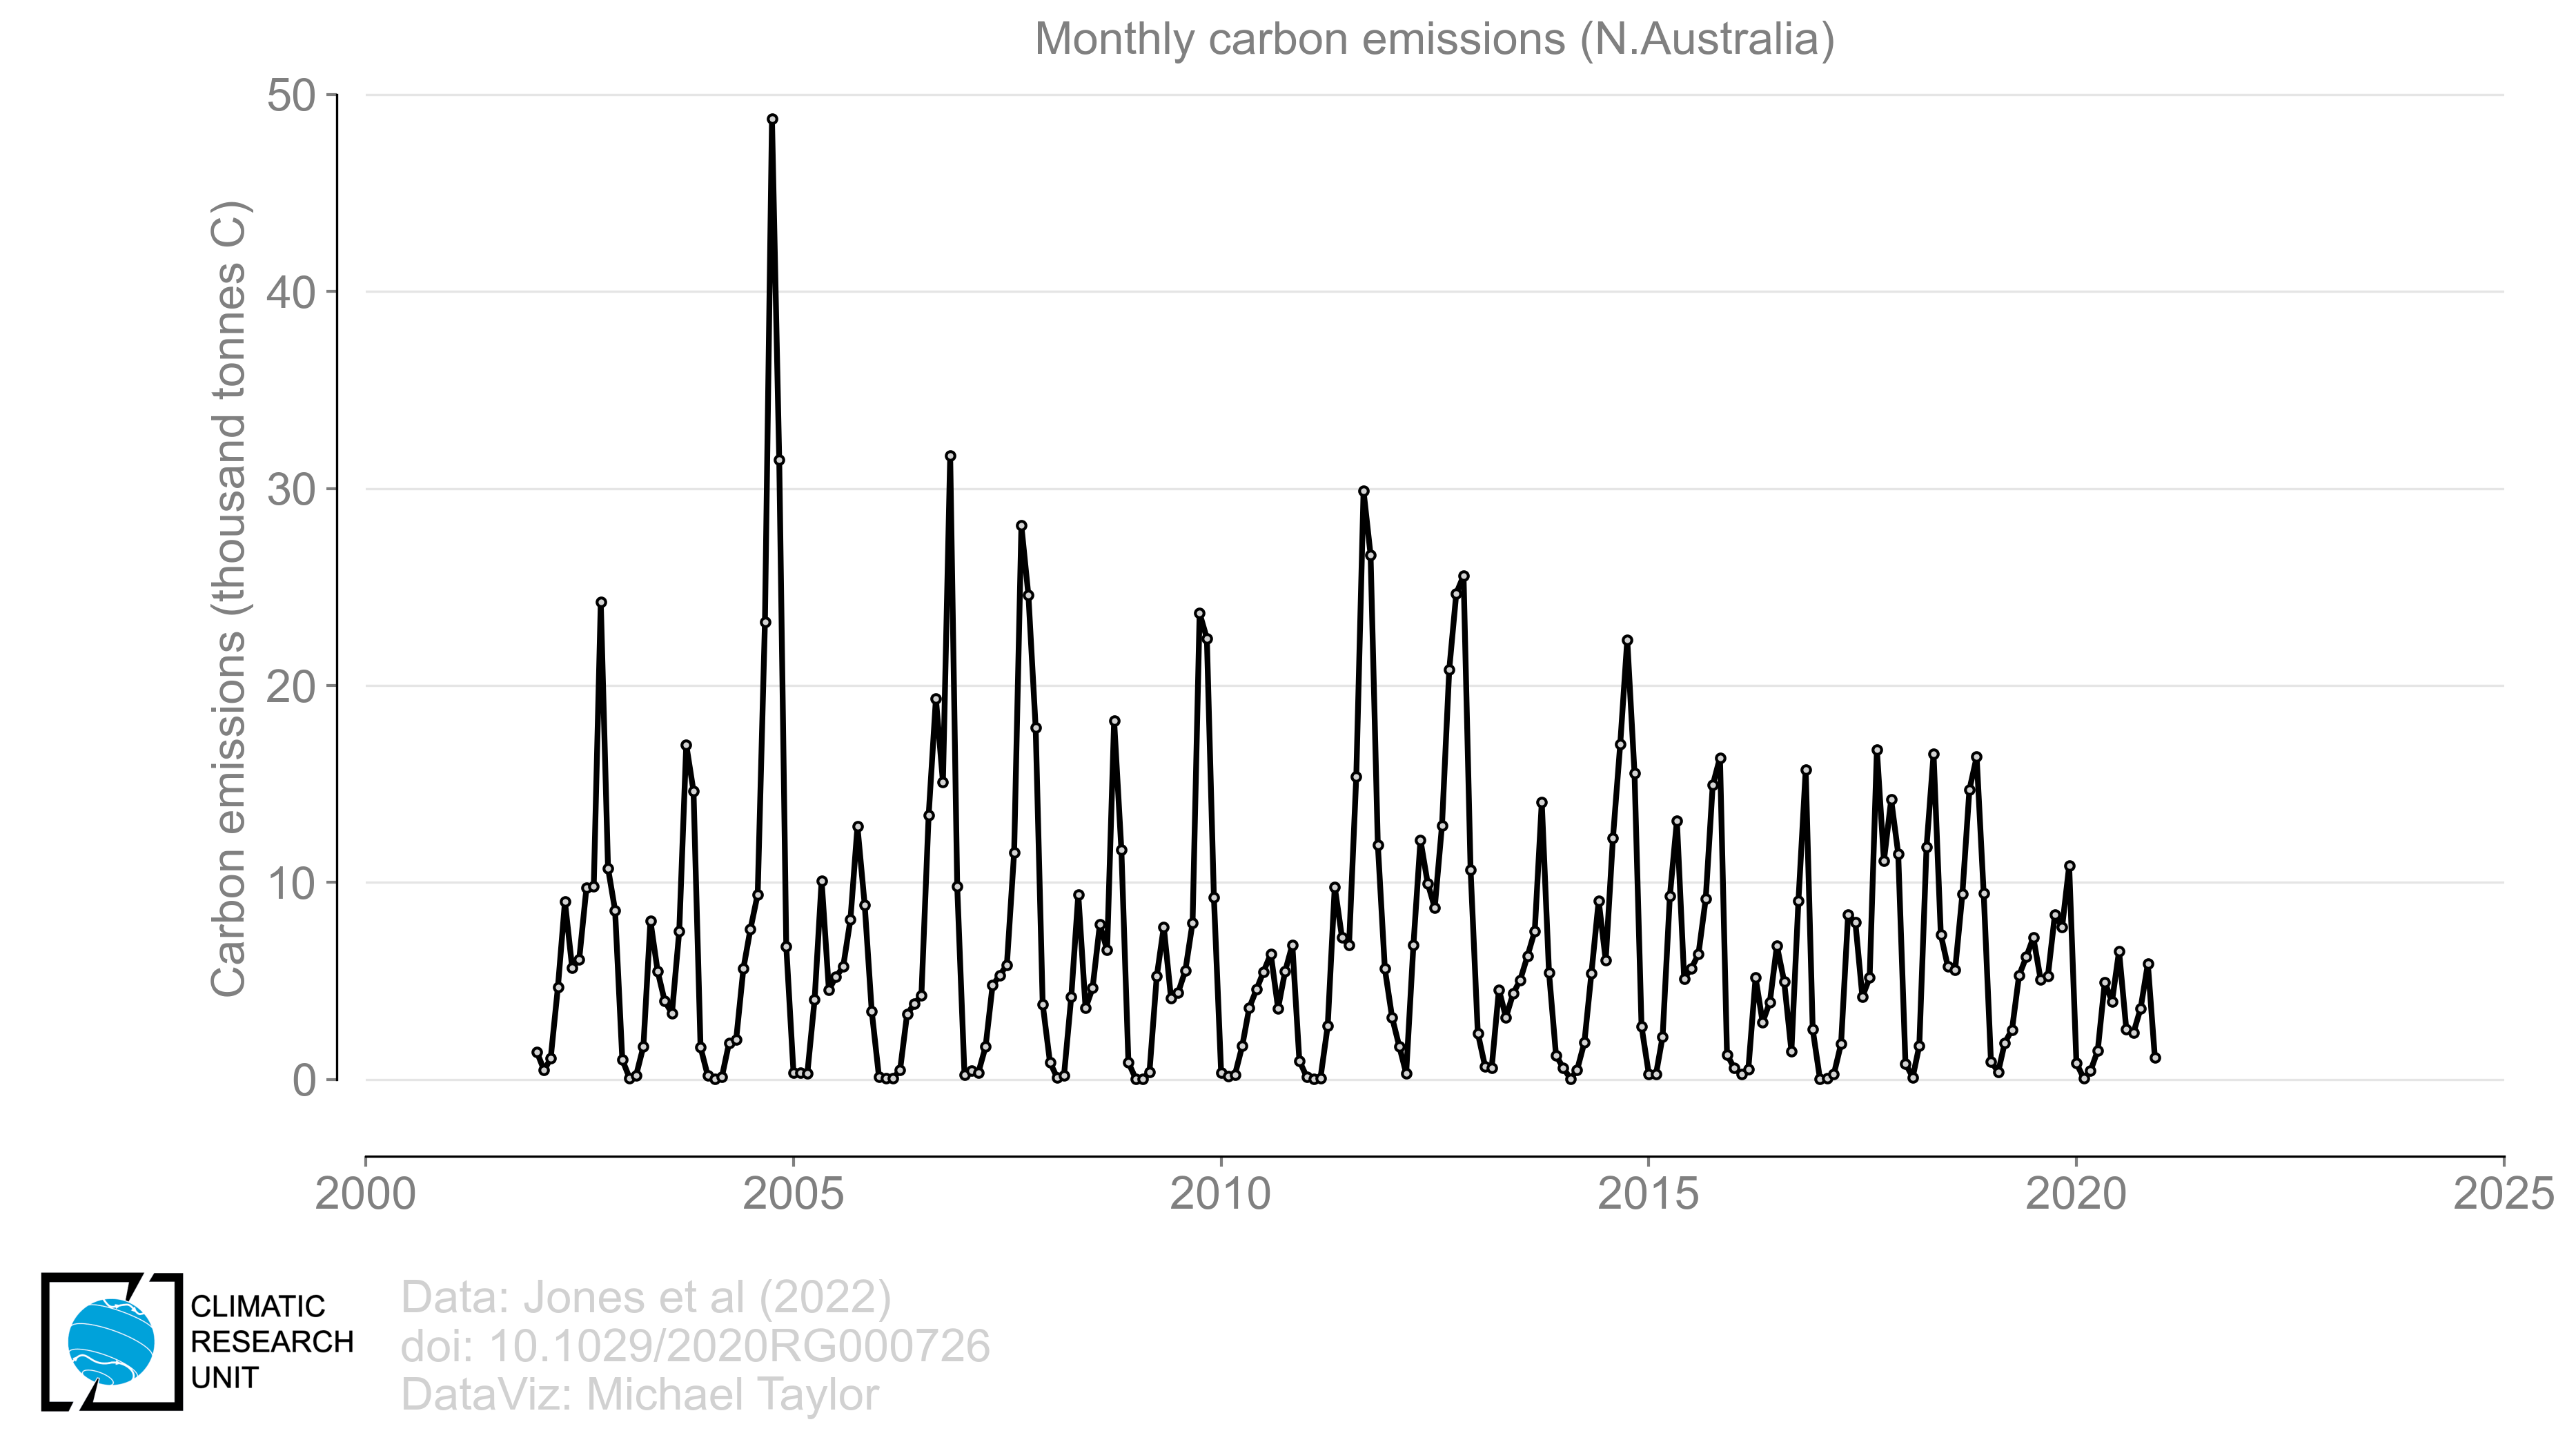 Monthly carbon emissions (N.Australia)
Carbon emissions (thousand tonnes C)
50
40
30
20
10
0
2000 2005 2010 2015 2020 2025
CLIMATIC
RESEARCH
UNIT
Data: Jones et al (2022)
doi: 10.1029/2020RG000726
DataViz: Michael Taylor